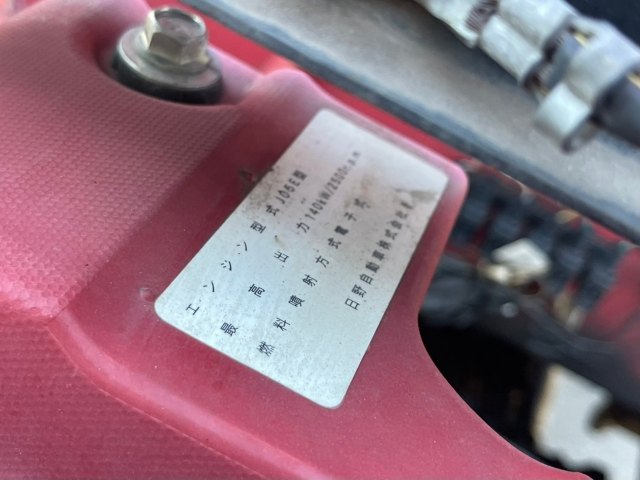 エンジン型式 J05E型
最高出力 140kW/2500r.p.m
燃料噴射方式 電子式
日野自動車株式会社